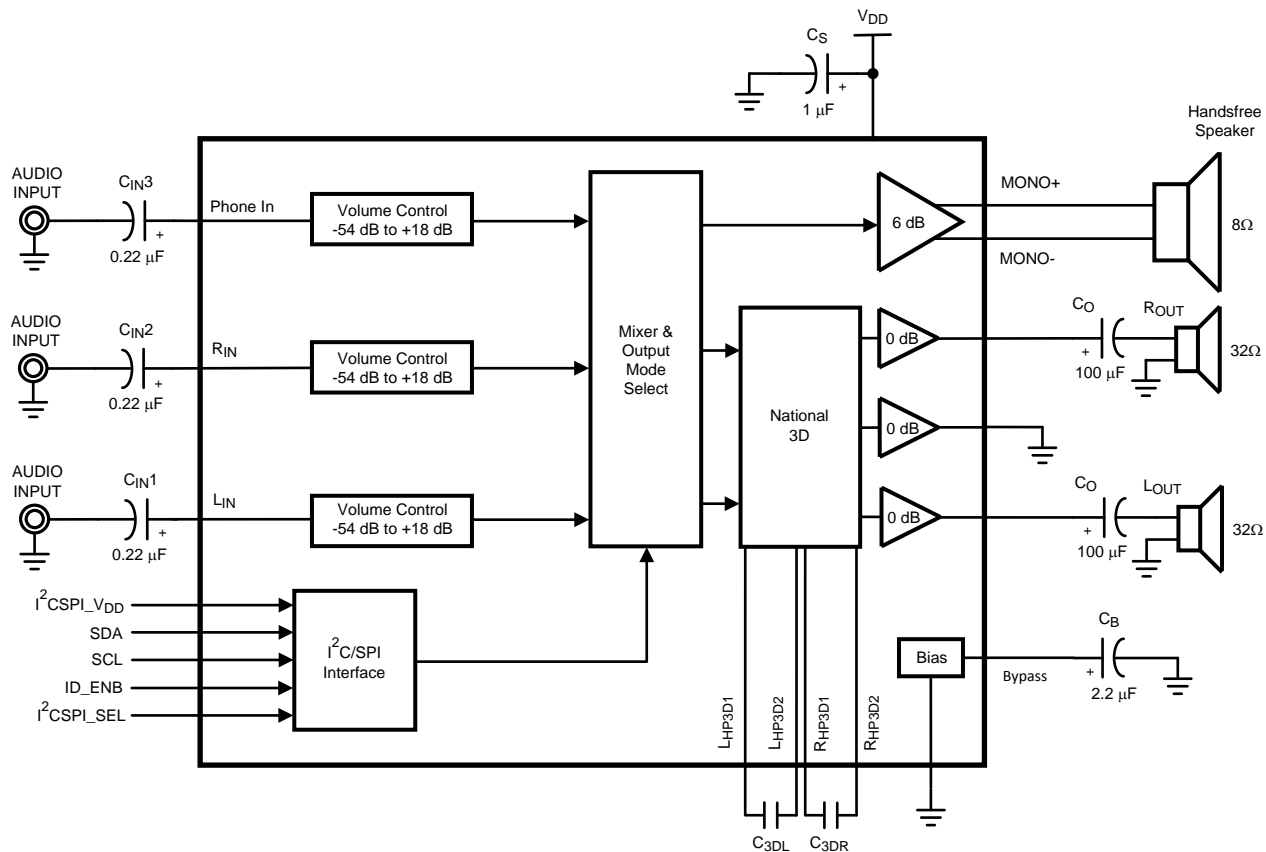 VDD
CS
+
1 µF
Handsfree
Speaker
AUDIO
INPUT
CIN3
+
0.22 µF
Phone In
Volume Control
-54 dB to +18 dB
6 dB
MONO+
MONO-
8Ω
AUDIO
INPUT
CIN2
+
0.22 µF
RIN
Volume Control
-54 dB to +18 dB
Mixer &
Output
Mode
Select
National
3D
0 dB
CO
+
100 µF
ROUT
32Ω
0 dB
AUDIO
INPUT
CIN1
+
0.22 µF
LIN
Volume Control
-54 dB to +18 dB
0 dB
CO
+
100 µF
LOUT
32Ω
I²CSPI_VDD
SDA
SCL
ID_ENB
I²CSPI_SEL
I²C/SPI
Interface
LHP3D1
LHP3D2
RHP3D1
RHP3D2
Bias
Bypass
CB
+
2.2 µF
C3DL
C3DR